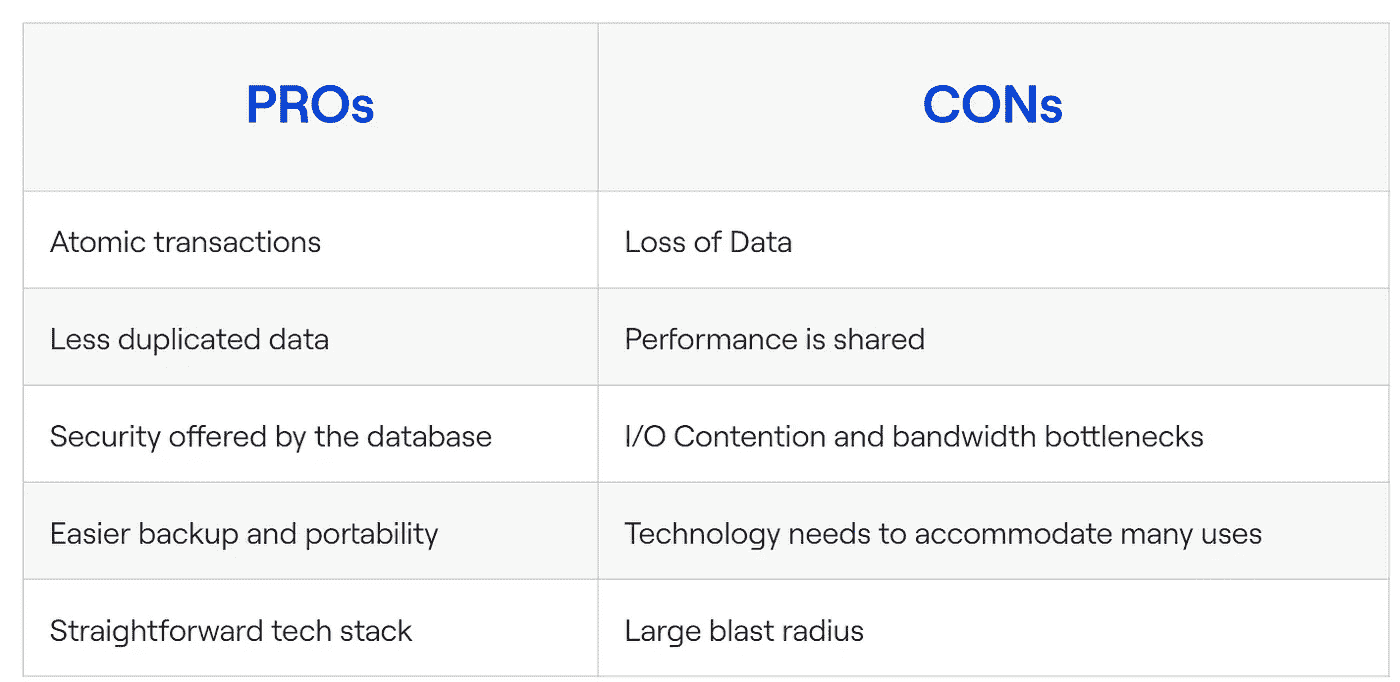 PROs CONs
Atomic transactions Loss of Data
Less duplicated data Performance is shared
Security offered by the database I/O Contention and bandwidth bottlenecks
Easier backup and portability Technology needs to accommodate many uses
Straightforward tech stack Large blast radius